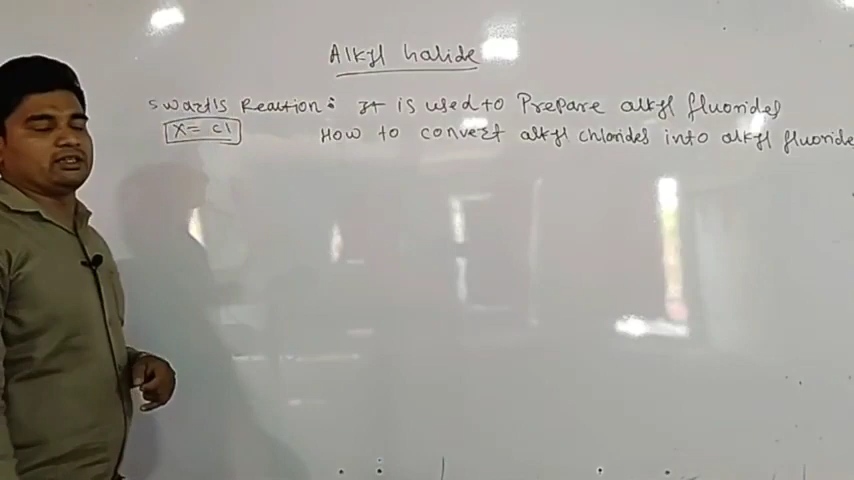 Alkyl halide
Swarts Reaction: It is used to Prepare alkyl fluorides
X = Cl
How to convert alkyl chlorides into alkyl fluoride